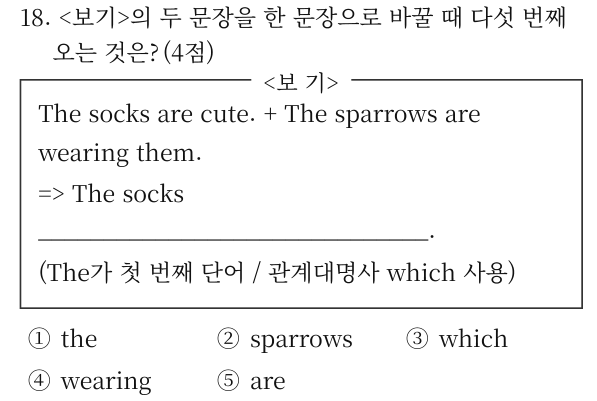 18. <보기>의 두 문장을 한 문장으로 바꿀 때 다섯 번째
오는 것은?(4점)
<보 기>
The socks are cute. + The sparrows are
wearing them.
=> The socks
____________________________________.
(The가 첫 번째 단어 / 관계대명사 which 사용)
① the ② sparrows ③ which
④ wearing ⑤ are